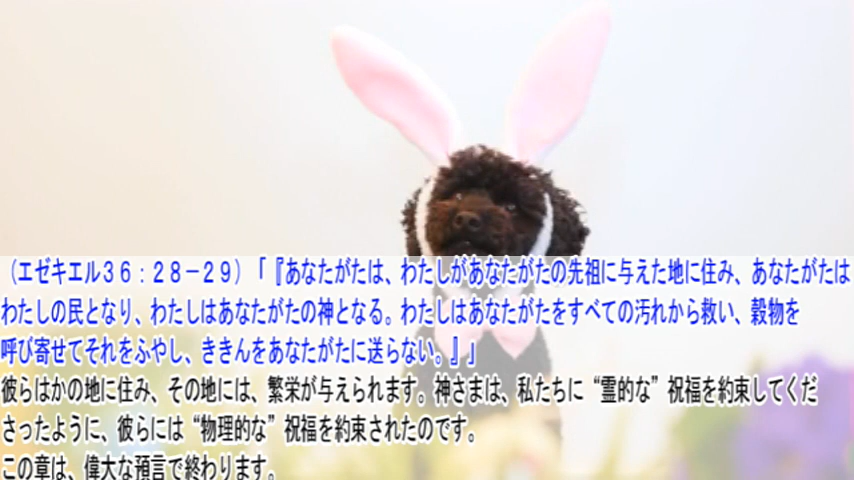 （エゼキエル３６：２８－２９）「『あなたがたは、わたしがあなたがたの先祖に与えた地に住み、あなたがたは
わたしの民となり、わたしはあなたがたの神となる。わたしはあなたがたをすべての汚れから救い、穀物を
呼び寄せてそれをふやし、ききんをあなたがたに送らない。』」
彼らはかの地に住み、その地には、繁栄が与えられます。神さまは、私たちに“霊的な”祝福を約束してくだ
さったように、彼らには“物理的な”祝福を約束されたのです。
この章は、偉大な預言で終わります。